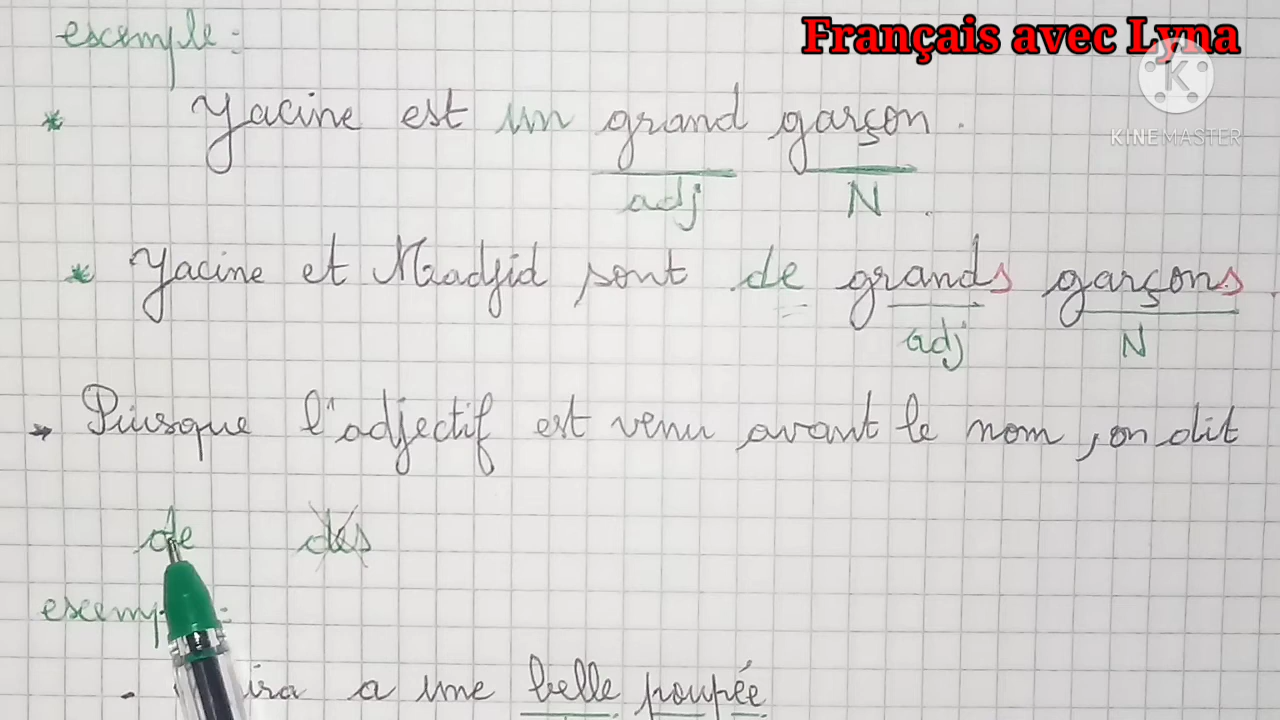 exemple :
Français avec Lyna
KINEMASTER
* Yacine est un grand garçon .
adj N .
* Yacine et Madjid sont de grands garçons .
adj N
→ Puisque l'adjectif est venu avant le nom , on dit
de des
a une belle poupée .